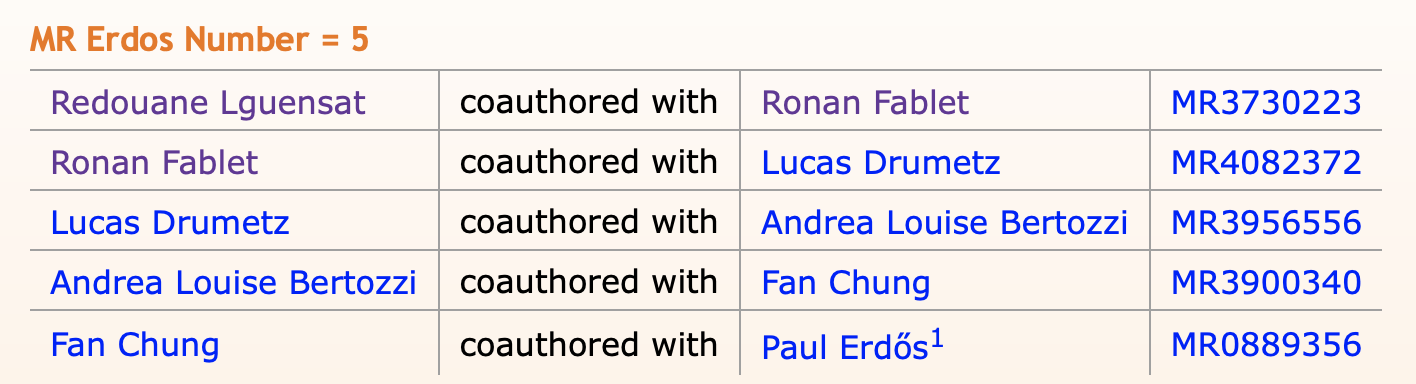 MR Erdos Number = 5
Redouane Lguensat coauthored with Ronan Fablet MR3730223
Ronan Fablet coauthored with Lucas Drumetz MR4082372
Lucas Drumetz coauthored with Andrea Louise Bertozzi MR3956556
Andrea Louise Bertozzi coauthored with Fan Chung MR3900340
Fan Chung coauthored with Paul Erdős¹ MR0889356